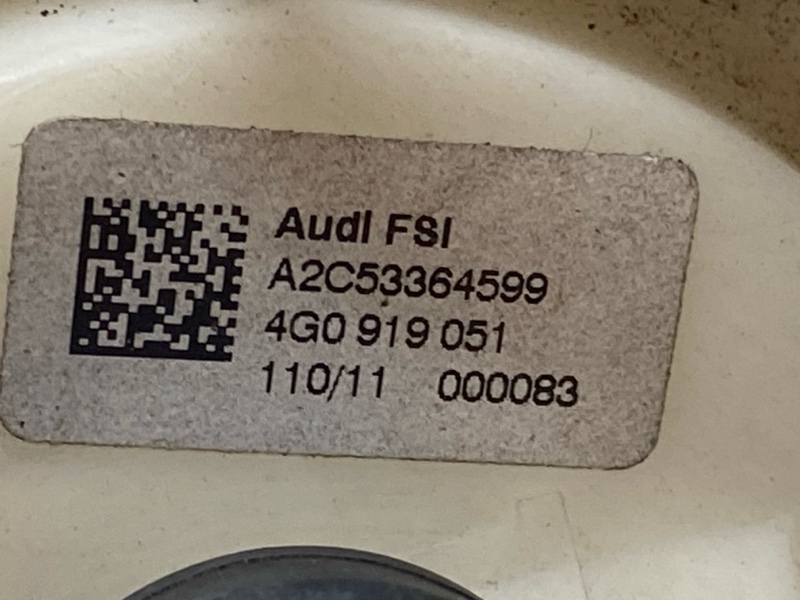 Audi FSI
A2C53364599
4G0 919 051
110/11 000083